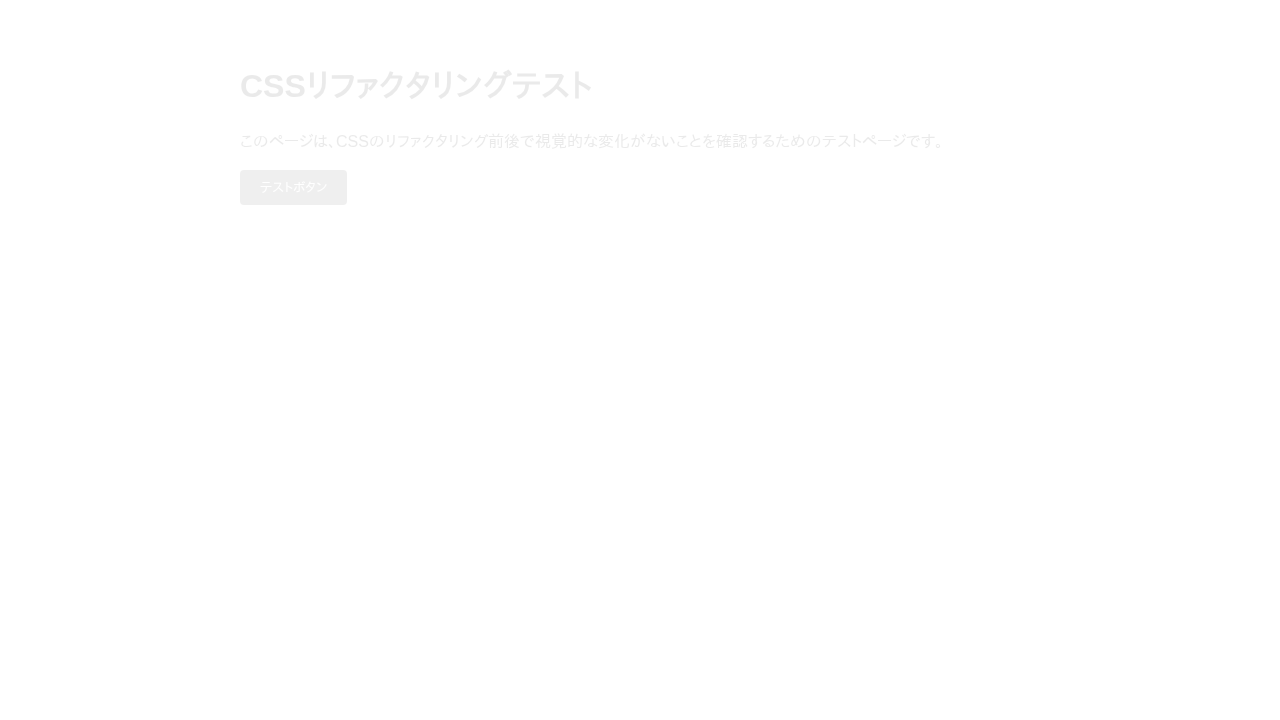 CSSリファクタリングテスト
このページは、CSSのリファクタリング前後で視覚的な変化がないことを確認するためのテストページです。
テストボタン